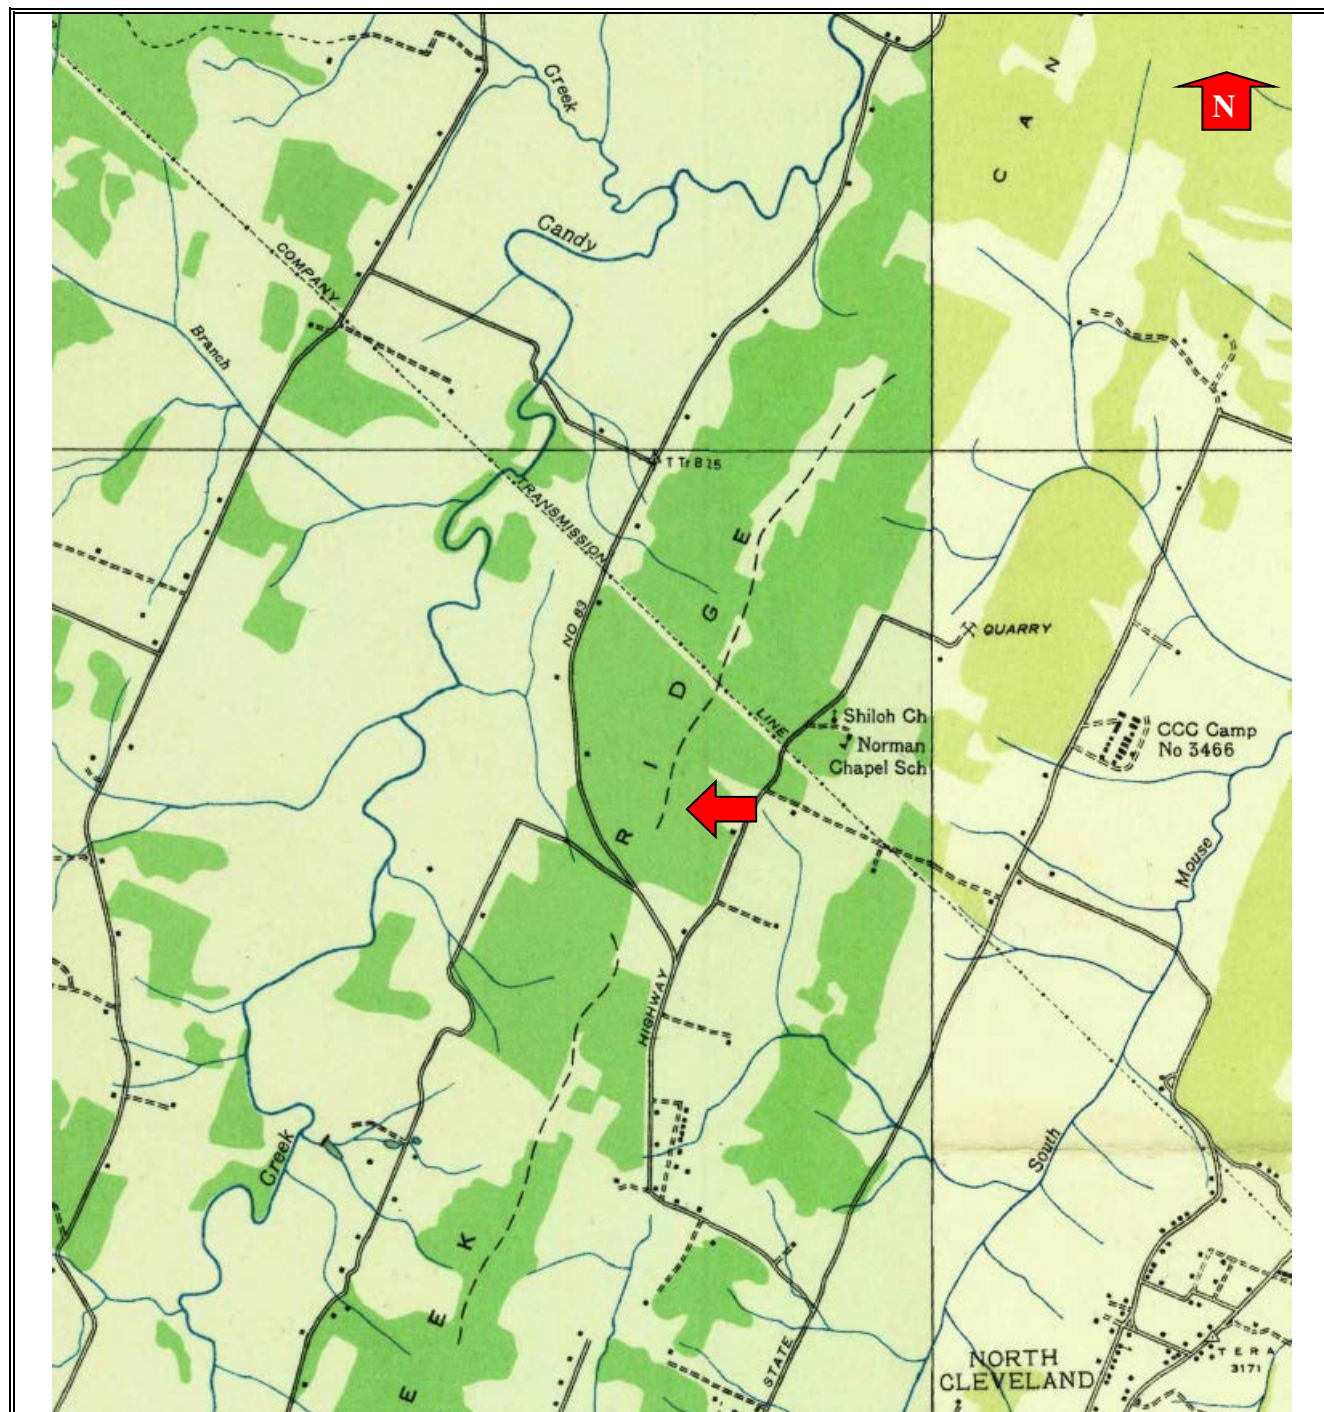 N
C A N
Creek
Candy
COMPANY
Branch
T Tr B 15
TRANSMISSION
NO 83
R I D G E
QUARRY
LINE
Shiloh Ch
Norman
Chapel Sch
CCC Camp
No 3466
Mouse
HIGHWAY
Creek
South
E E K
STATE
NORTH
CLEVELAND
TERA
3171